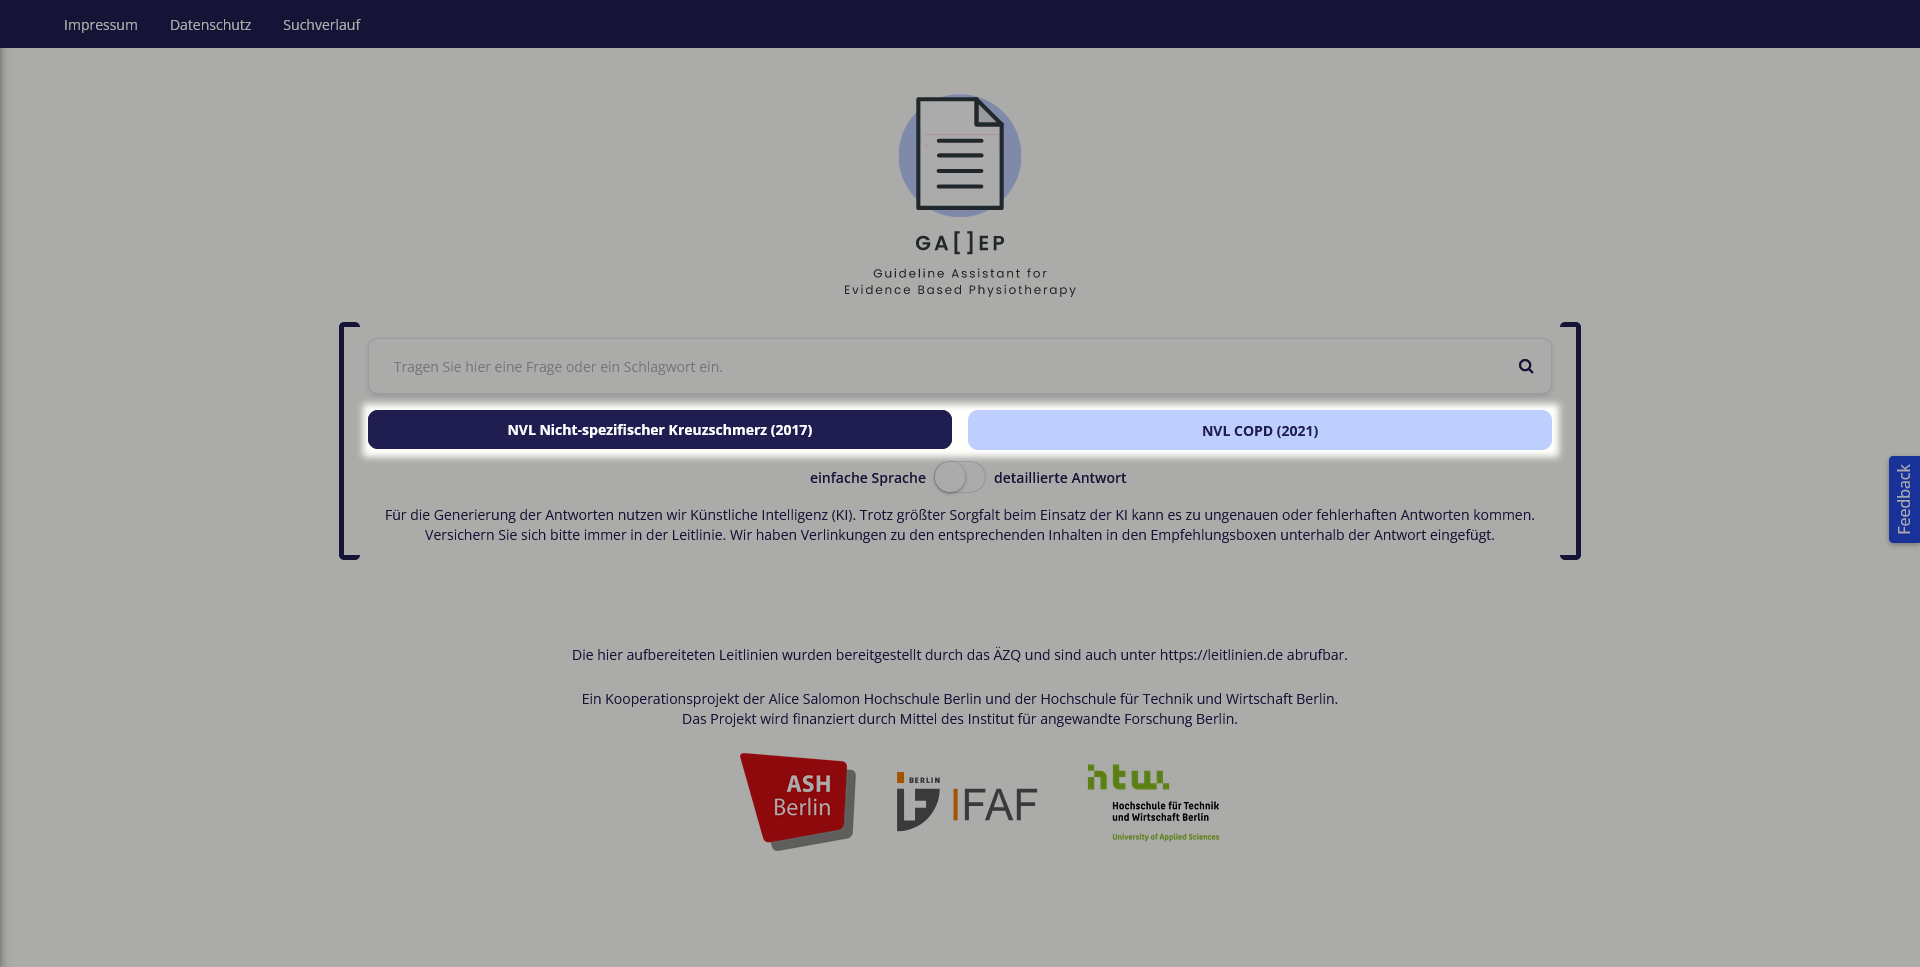 Impressum Datenschutz Suchverlauf
GA[]EP
Guideline Assistant for
Evidence Based Physiotherapy
Tragen Sie hier eine Frage oder ein Schlagwort ein.
NVL Nicht-spezifischer Kreuzschmerz (2017) NVL COPD (2021)
einfache Sprache detaillierte Antwort
Für die Generierung der Antworten nutzen wir Künstliche Intelligenz (KI). Trotz größter Sorgfalt beim Einsatz der KI kann es zu ungenauen oder fehlerhaften Antworten kommen.
Versichern Sie sich bitte immer in der Leitlinie. Wir haben Verlinkungen zu den entsprechenden Inhalten in den Empfehlungsboxen unterhalb der Antwort eingefügt.
Feedback
Die hier aufbereiteten Leitlinien wurden bereitgestellt durch das ÄZQ und sind auch unter https://leitlinien.de abrufbar.
Ein Kooperationsprojekt der Alice Salomon Hochschule Berlin und der Hochschule für Technik und Wirtschaft Berlin.
Das Projekt wird finanziert durch Mittel des Institut für angewandte Forschung Berlin.
ASH
Berlin
BERLIN
IFAF
htw.
Hochschule für Technik
und Wirtschaft Berlin
University of Applied Sciences